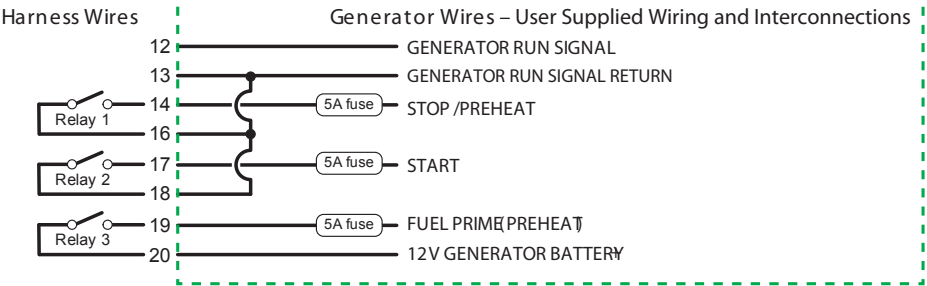 Harness Wires
Generator Wires – User Supplied Wiring and Interconnections
12 GENERATOR RUN SIGNAL
13 GENERATOR RUN SIGNAL RETURN
14 5A fuse STOP /PREHEAT
Relay 1
16
17 5A fuse START
Relay 2
18
19 5A fuse FUEL PRIME(PREHEAT)
Relay 3
20 12V GENERATOR BATTERY+